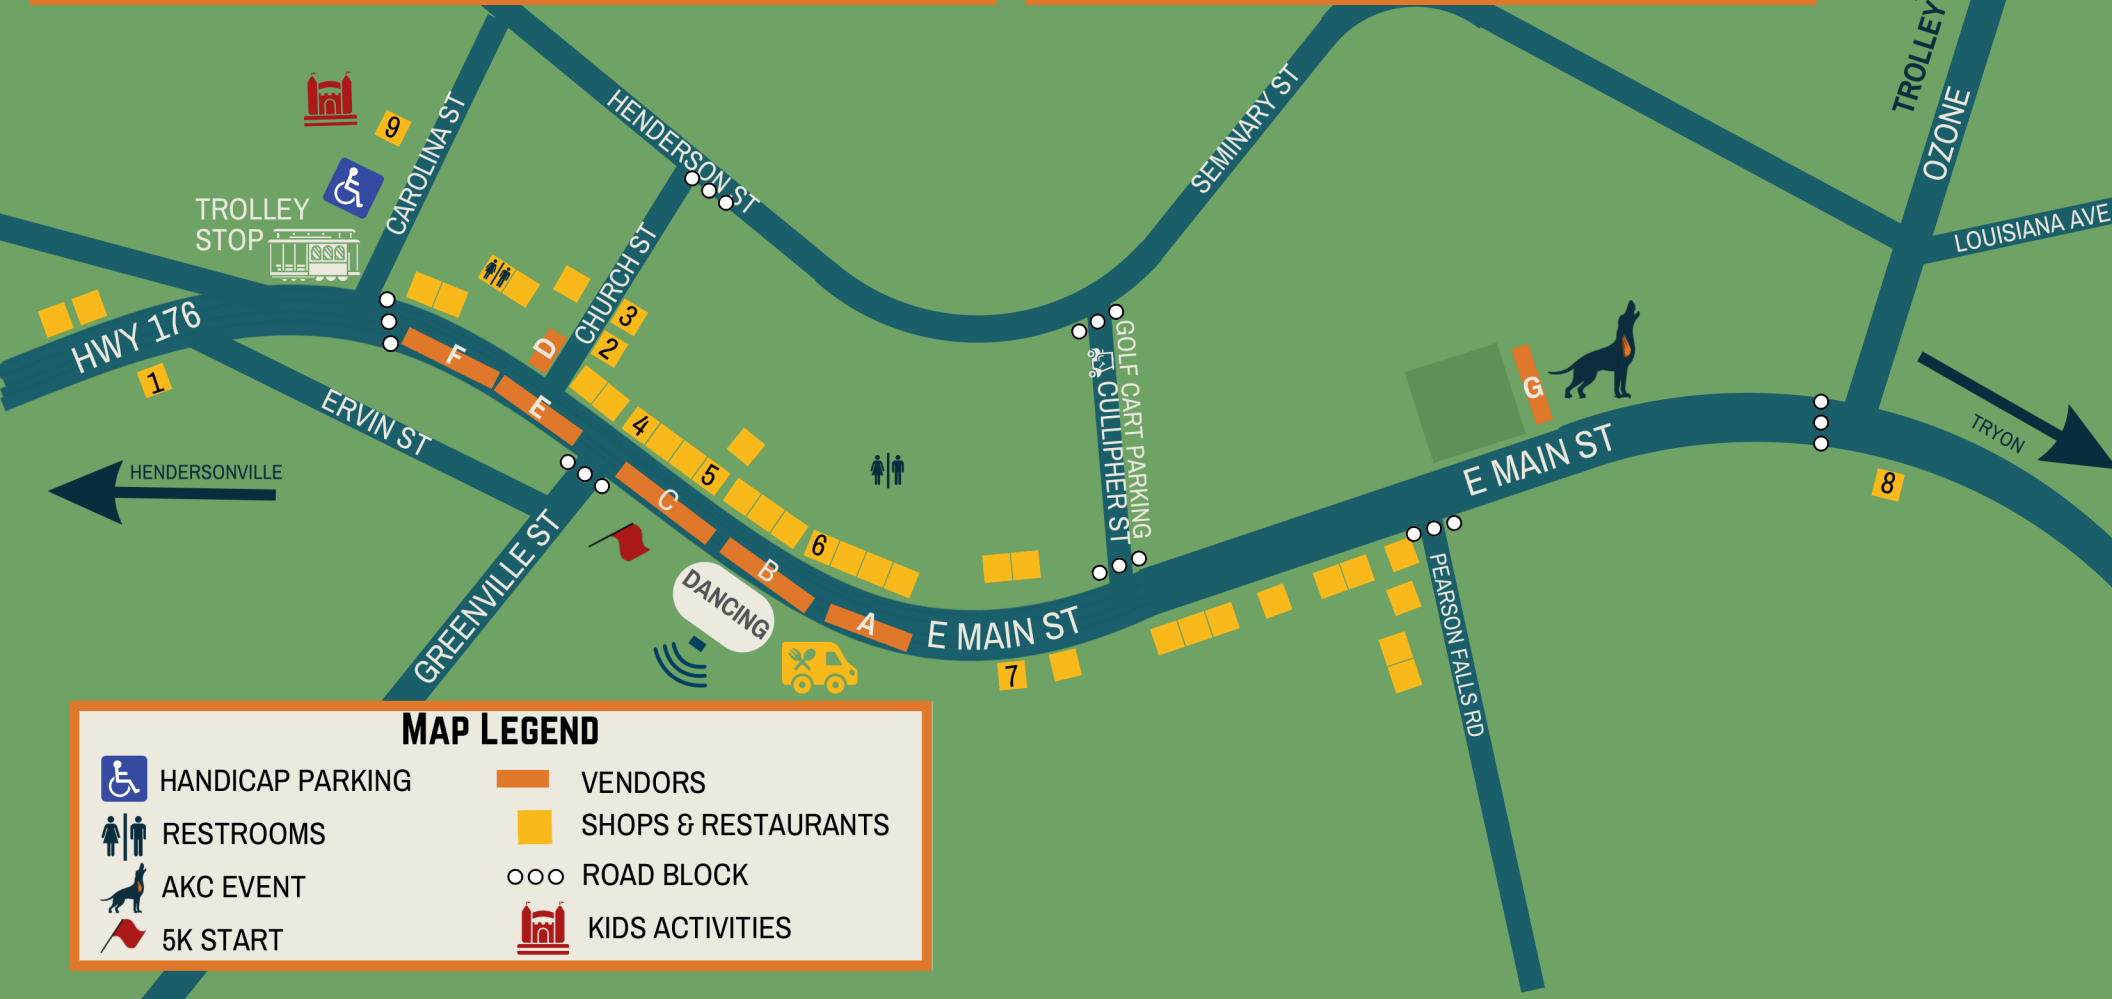 TROLLEY
OZONE
LOUISIANA AVE
HENDERSON ST
SEMINARY ST
CAROLINA ST
9
TROLLEY
STOP
CHURCH ST
3
2
D
HWY 176
1
F
E
ERVIN ST
HENDERSONVILLE
4
5
6
C
B
A
DANCING
GREENVILLE ST
E MAIN ST
7
GOLF CART PARKING
CULLIPHER ST
G
E MAIN ST
TRYON
8
PEARSON FALLS RD
MAP LEGEND
HANDICAP PARKING
RESTROOMS
AKC EVENT
5K START
VENDORS
SHOPS & RESTAURANTS
ROAD BLOCK
KIDS ACTIVITIES